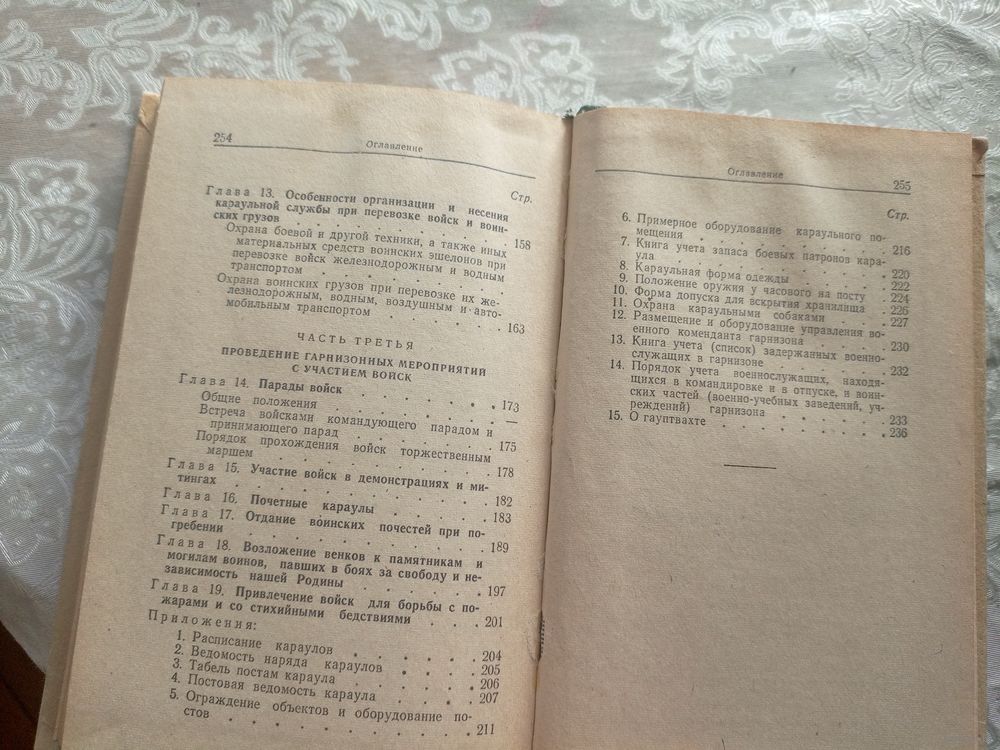 254
Оглавление
Стр.
Глава 13. Особенности организации и несения
караульной службы при перевозке войск и воин-
ских грузов . . . . . . . . . . 158
Охрана боевой и другой техники, а также иных
материальных средств воинских эшелонов при
перевозке войск железнодорожным и водным
транспортом . . . . . . . . . . —
Охрана воинских грузов при перевозке их же-
лезнодорожным, водным, воздушным и авто-
мобильным транспортом . . . . . . . 163
ЧАСТЬ ТРЕТЬЯ
ПРОВЕДЕНИЕ ГАРНИЗОННЫХ МЕРОПРИЯТИЙ
С УЧАСТИЕМ ВОЙСК
Глава 14. Парады войск . . . . . . . 173
Общие положения . . . . . . . . —
Встреча войсками командующего парадом и
принимающего парад . . . . . . . 175
Порядок прохождения войск торжественным
маршем . . . . . . . . . . 178
Глава 15. Участие войск в демонстрациях и ми-
тингах . . . . . . . . . . 182
Глава 16. Почетные караулы . . . . . 183
Глава 17. Отдание воинских почестей при по-
гребении . . . . . . . . . . 189
Глава 18. Возложение венков к памятникам и
могилам воинов, павших в боях за свободу и не-
зависимость нашей Родины . . . . . . 197
Глава 19. Привлечение войск для борьбы с по-
жарами и со стихийными бедствиями . . . 201
Приложения:
1. Расписание караулов . . . . . 204
2. Ведомость наряда караулов . . . . 205
3. Табель постам караула . . . . . 206
4. Постовая ведомость караула . . . . 207
5. Ограждение объектов и оборудование по-
стов . . . . . . . . . . 211
Оглавление
255
Стр.
6. Примерное оборудование караульного по-
мещения . . . . . . . . . . 216
7. Книга учета запаса боевых патронов кара-
ула . . . . . . . . . . 220
8. Караульная форма одежды . . . . . 222
9. Положение оружия у часового на посту . . 224
10. Форма допуска для вскрытия хранилища . . 226
11. Охрана караульными собаками . . . . 227
12. Размещение и оборудование управления во-
енного коменданта гарнизона . . . . . 230
13. Книга учета (список) задержанных военно-
служащих в гарнизоне . . . . . . 232
14. Порядок учета военнослужащих, находя-
щихся в командировке и в отпуске, и воин-
ских частей (военно-учебных заведений, уч-
реждений) гарнизона . . . . . . 233
15. О гауптвахте . . . . . . . . 236